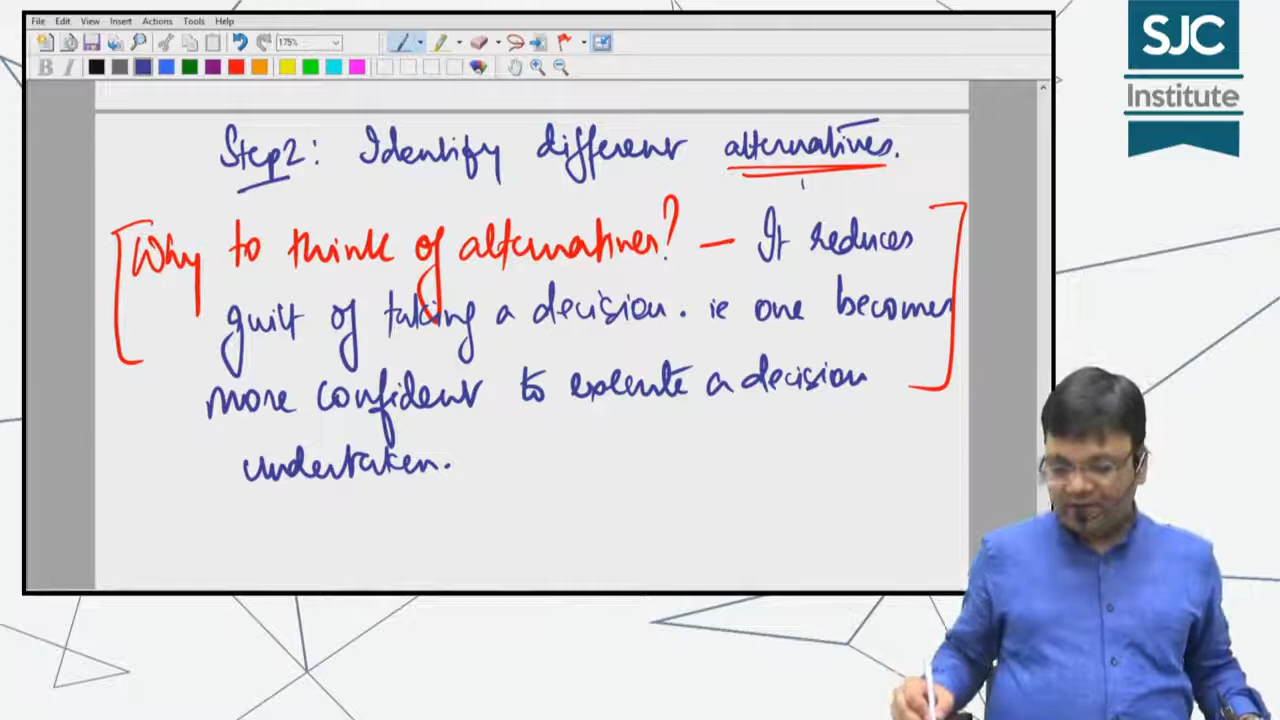 File Edit View Insert Actions Tools Help
175%
B I
SJC
Institute
Step2: Identify different alternatives.
Why to think of alternatives? - It reduces
guilt of taking a decision. ie one becomes
more confident to execute a decision
undertaken.